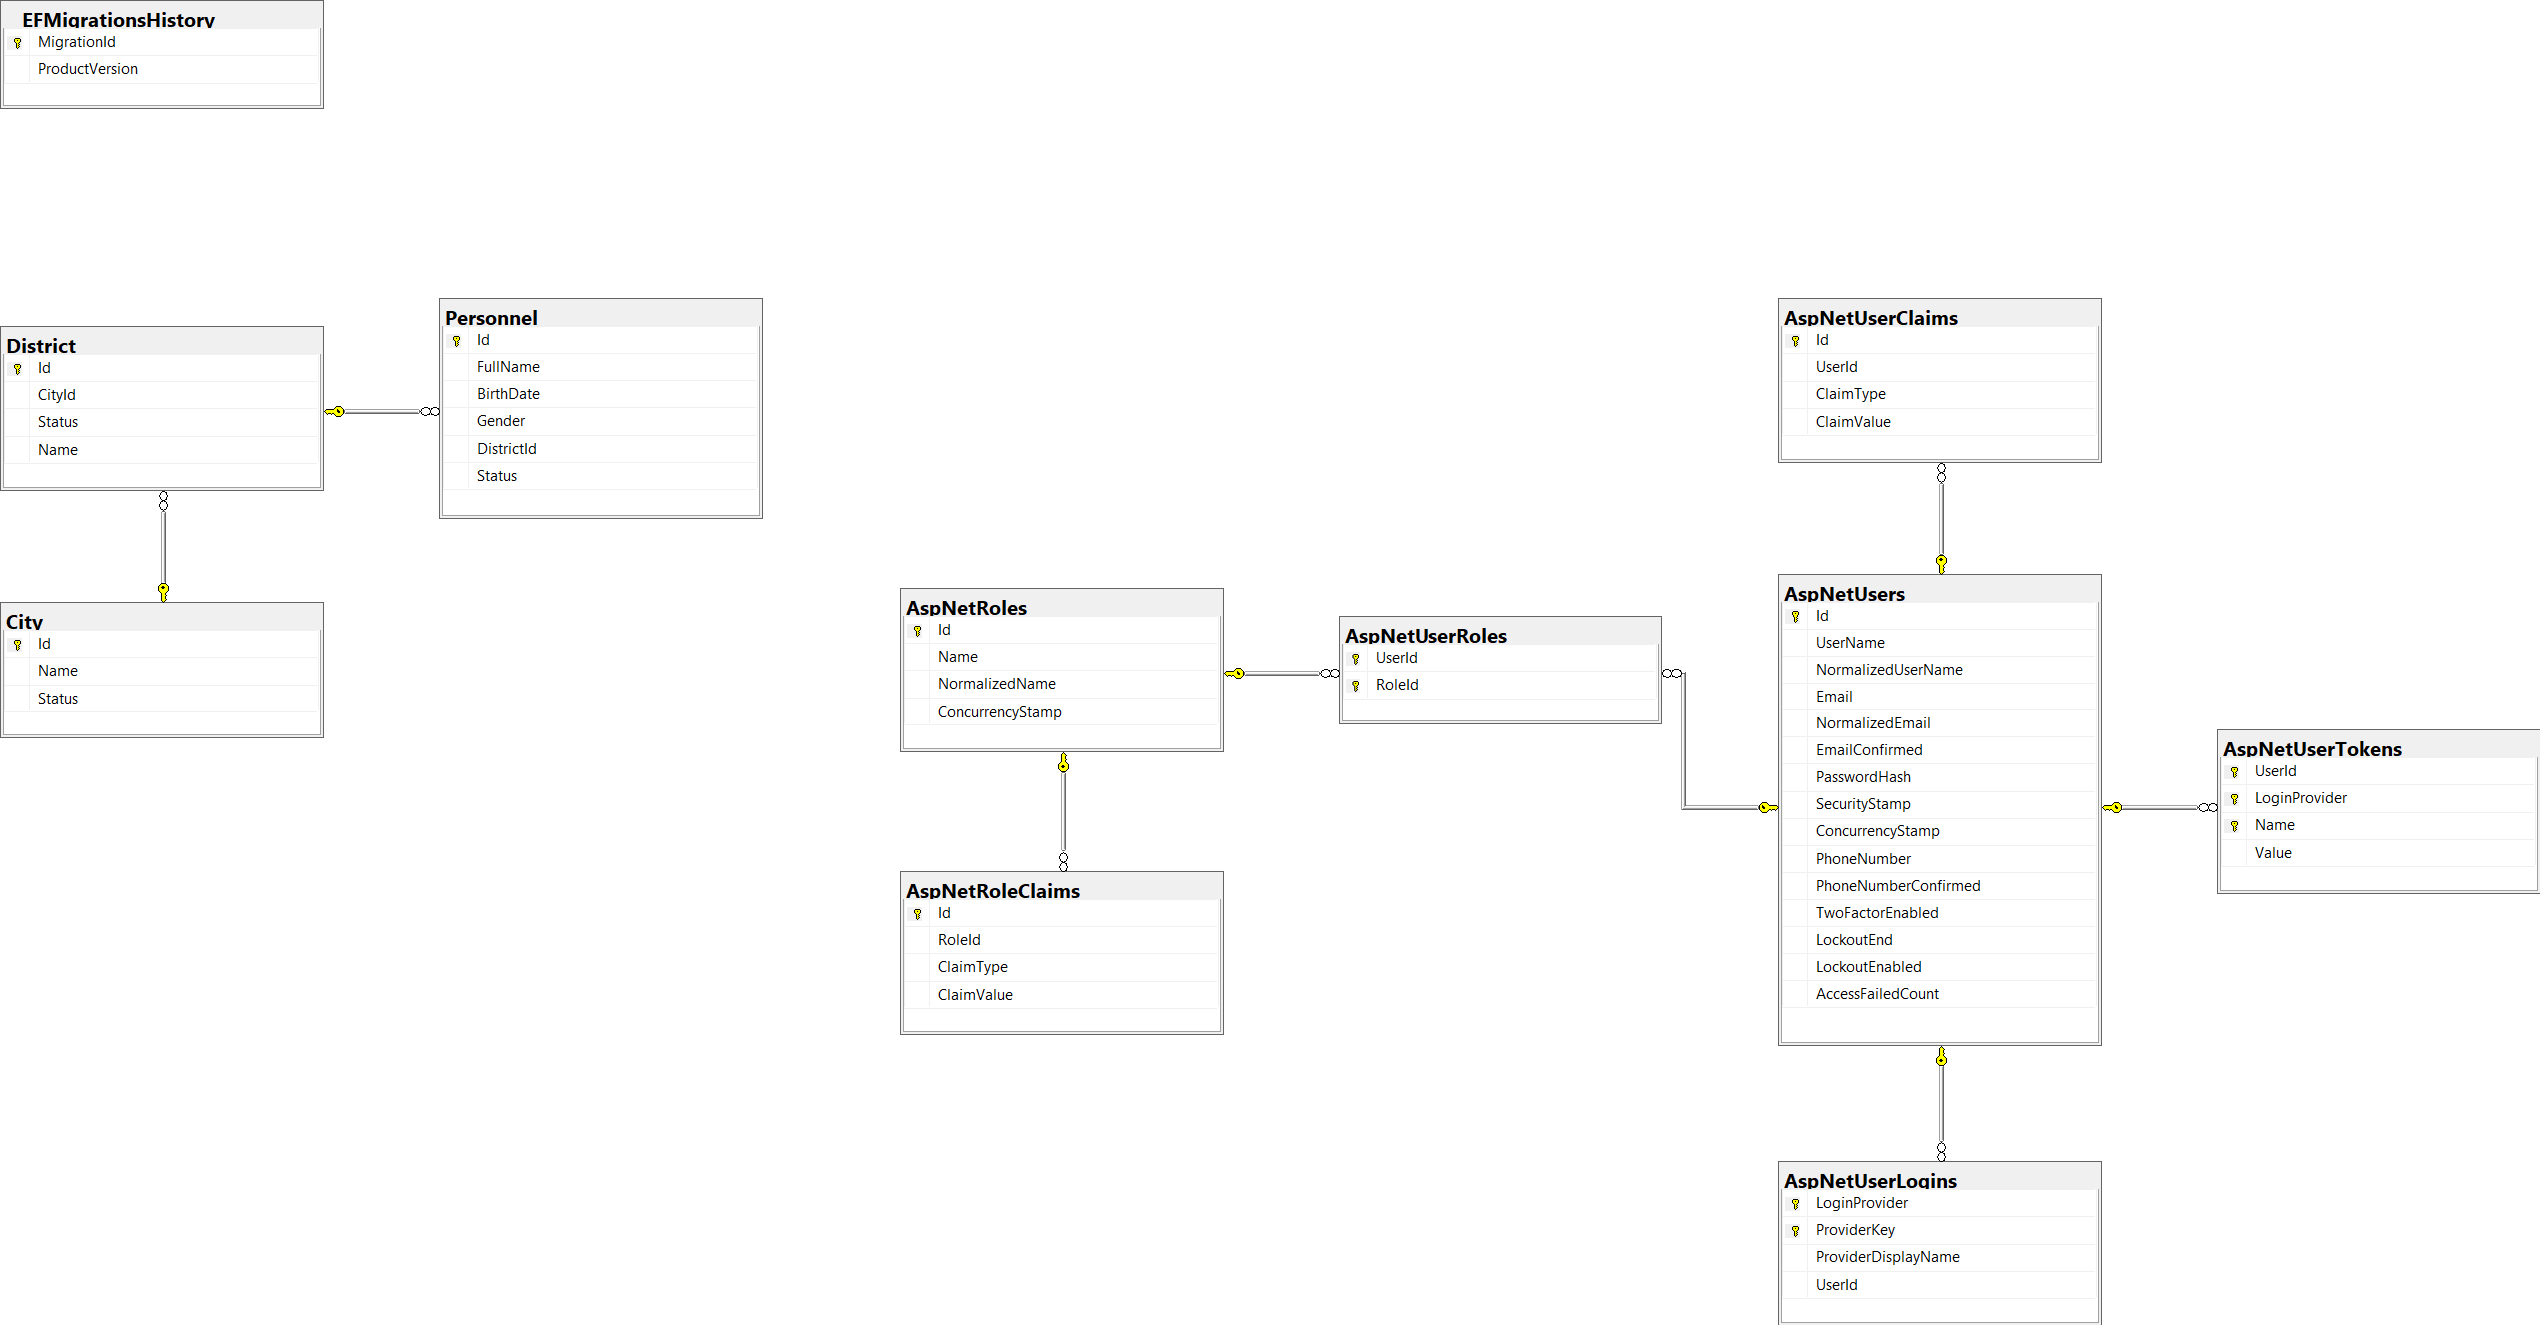 EFMigrationsHistory
MigrationId
ProductVersion
District
Id
CityId
Status
Name
Personnel
Id
FullName
BirthDate
Gender
DistrictId
Status
City
Id
Name
Status
AspNetRoles
Id
Name
NormalizedName
ConcurrencyStamp
AspNetRoleClaims
Id
RoleId
ClaimType
ClaimValue
AspNetUserRoles
UserId
RoleId
AspNetUserClaims
Id
UserId
ClaimType
ClaimValue
AspNetUsers
Id
UserName
NormalizedUserName
Email
NormalizedEmail
EmailConfirmed
PasswordHash
SecurityStamp
ConcurrencyStamp
PhoneNumber
PhoneNumberConfirmed
TwoFactorEnabled
LockoutEnd
LockoutEnabled
AccessFailedCount
AspNetUserTokens
UserId
LoginProvider
Name
Value
AspNetUserLogins
LoginProvider
ProviderKey
ProviderDisplayName
UserId